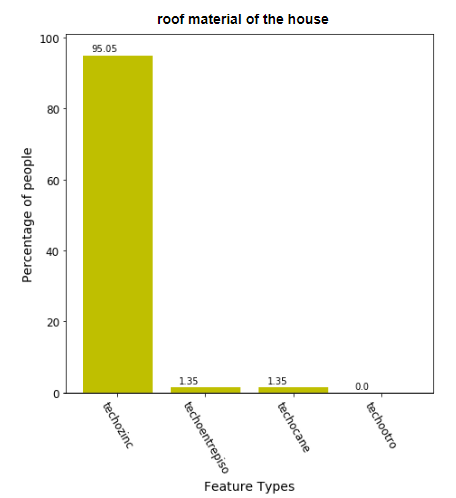 roof material of the house
100
80
60
40
20
0
Percentage of people
95.05
1.35
1.35
0.0
techozinc
techoentrepiso
techocane
techootro
Feature Types